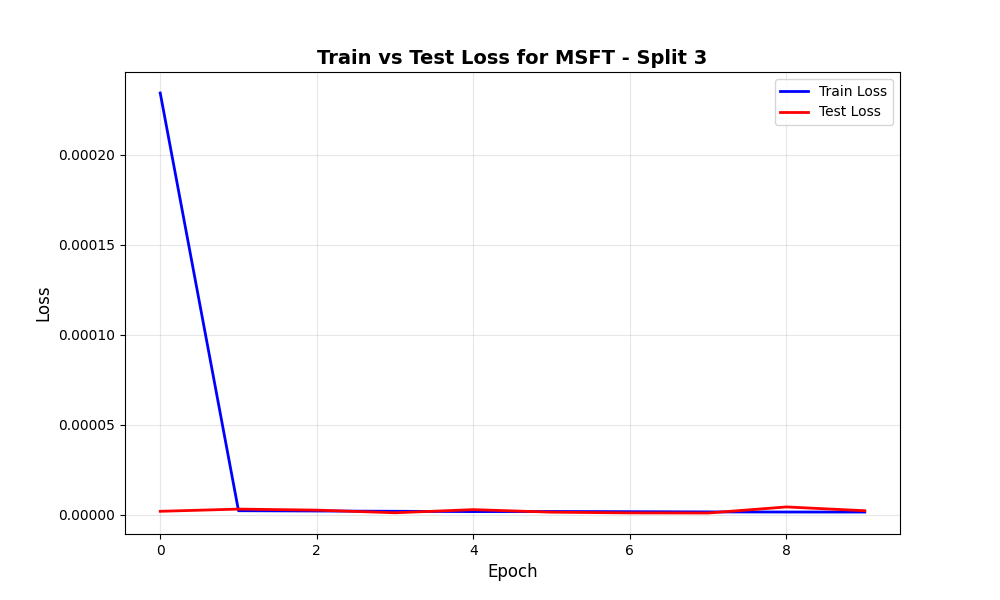 Train vs Test Loss for MSFT - Split 3
Train Loss
Test Loss
0.00020
0.00015
0.00010
0.00005
0.00000
Loss
0 2 4 6 8
Epoch